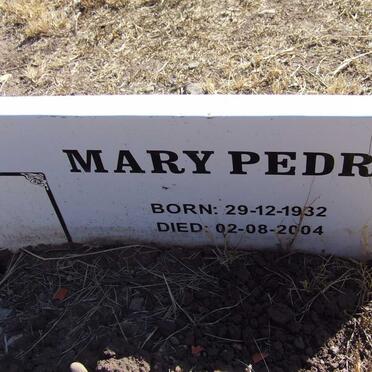 MARY PEDR
BORN: 29-12-1932
DIED: 02-08-2004